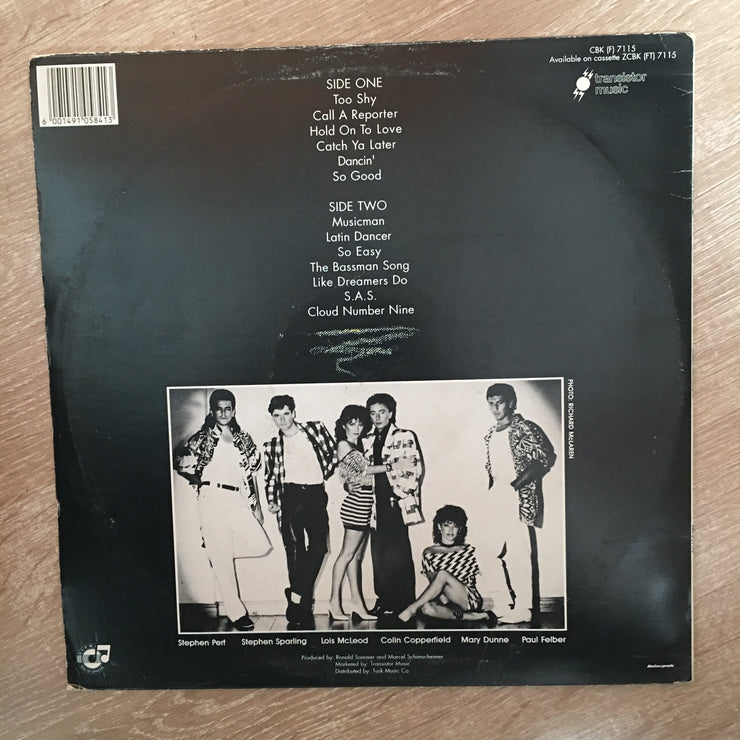 CBK (F) 7115
Available on cassette ZCBK (FT) 7115
transistor
music
6 001491 058413
SIDE ONE
Too Shy
Call A Reporter
Hold On To Love
Catch Ya Later
Dancin'
So Good
SIDE TWO
Musicman
Latin Dancer
So Easy
The Bassman Song
Like Dreamers Do
S.A.S.
Cloud Number Nine
PHOTO: RICHARD McLAREN
Stephen Pert Stephen Sparling Lois McLeod Colin Copperfield Mary Dunne Paul Felber
Produced by: Ronald Sommer and Marcel Schimscheimer
Marketed by: Transistor Music
Distributed by: Tusk Music Co.